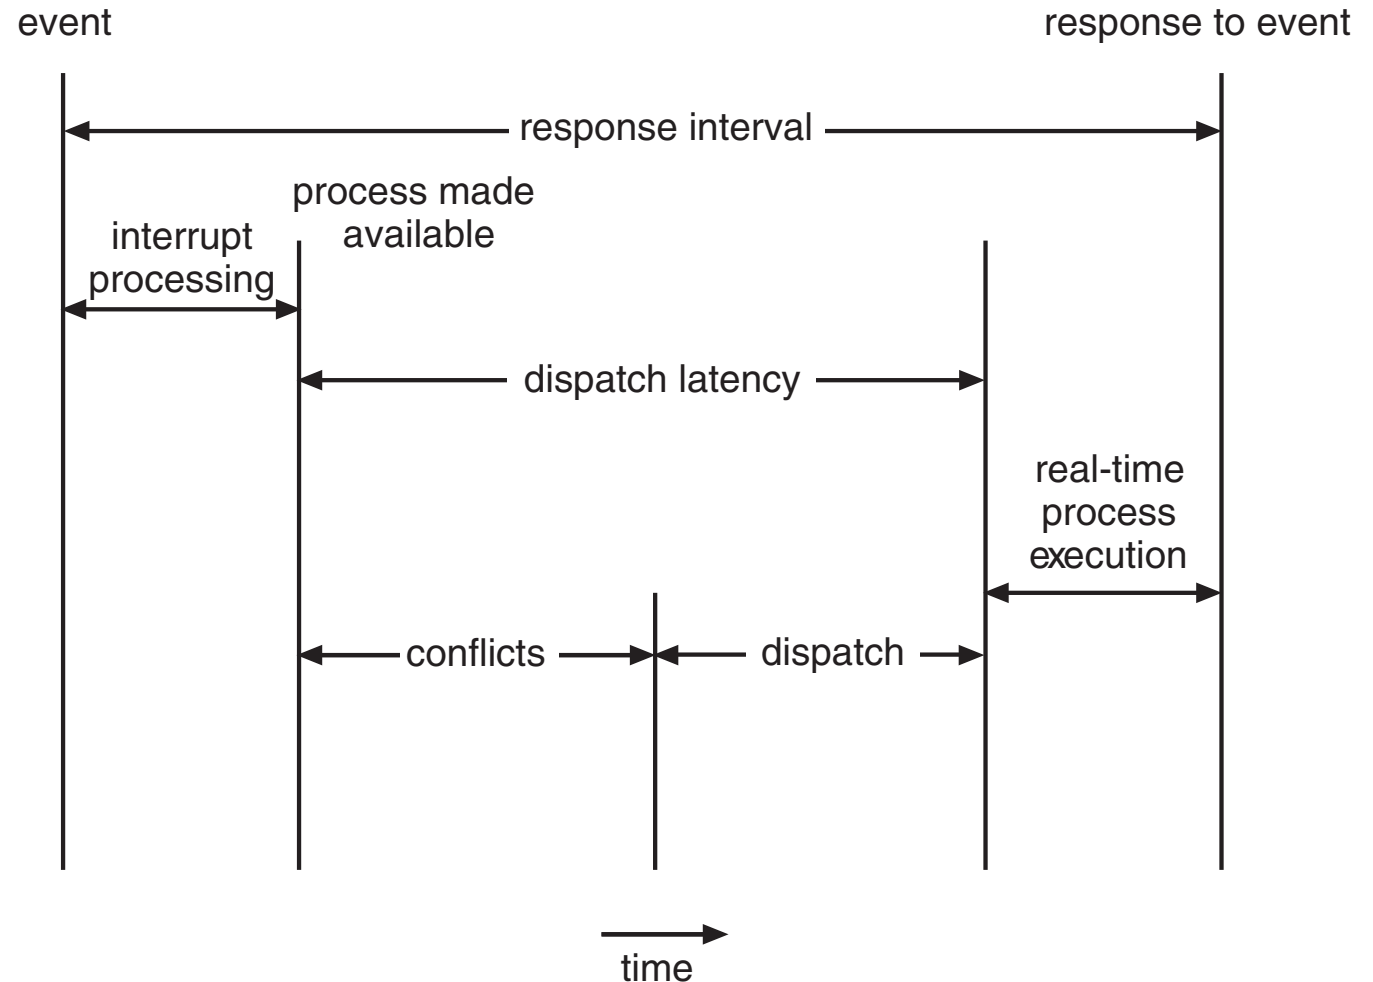 event
response to event
response interval
process made
available
interrupt
processing
dispatch latency
real-time
process
execution
conflicts
dispatch
time